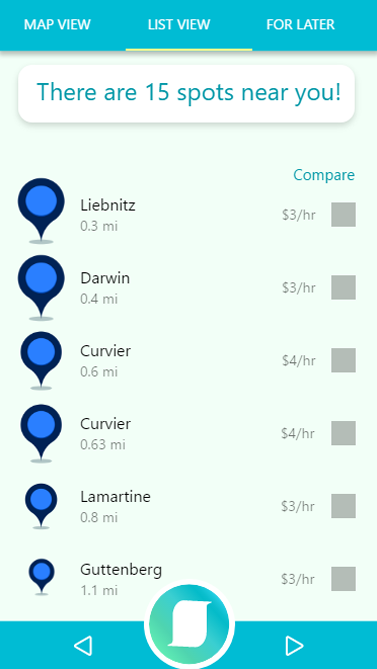 MAP VIEW LIST VIEW FOR LATER
There are 15 spots near you!
Compare
Liebnitz $3/hr
0.3 mi
Darwin $3/hr
0.4 mi
Curvier $4/hr
0.6 mi
Curvier $4/hr
0.63 mi
Lamartine $3/hr
0.8 mi
Guttenberg $3/hr
1.1 mi